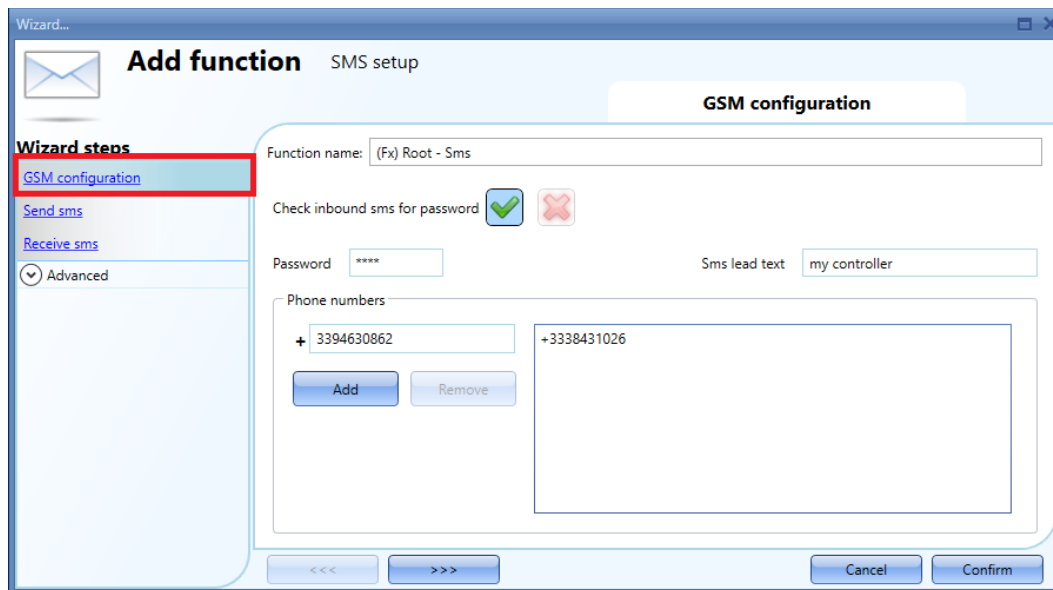 Wizard...
Add function SMS setup
GSM configuration
Wizard steps
GSM configuration
Send sms
Receive sms
Advanced
Function name: (Fx) Root - Sms
Check inbound sms for password
Password **** Sms lead text my controller
Phone numbers
+ 3394630862 +3338431026
Add Remove
<<< >>> Cancel Confirm